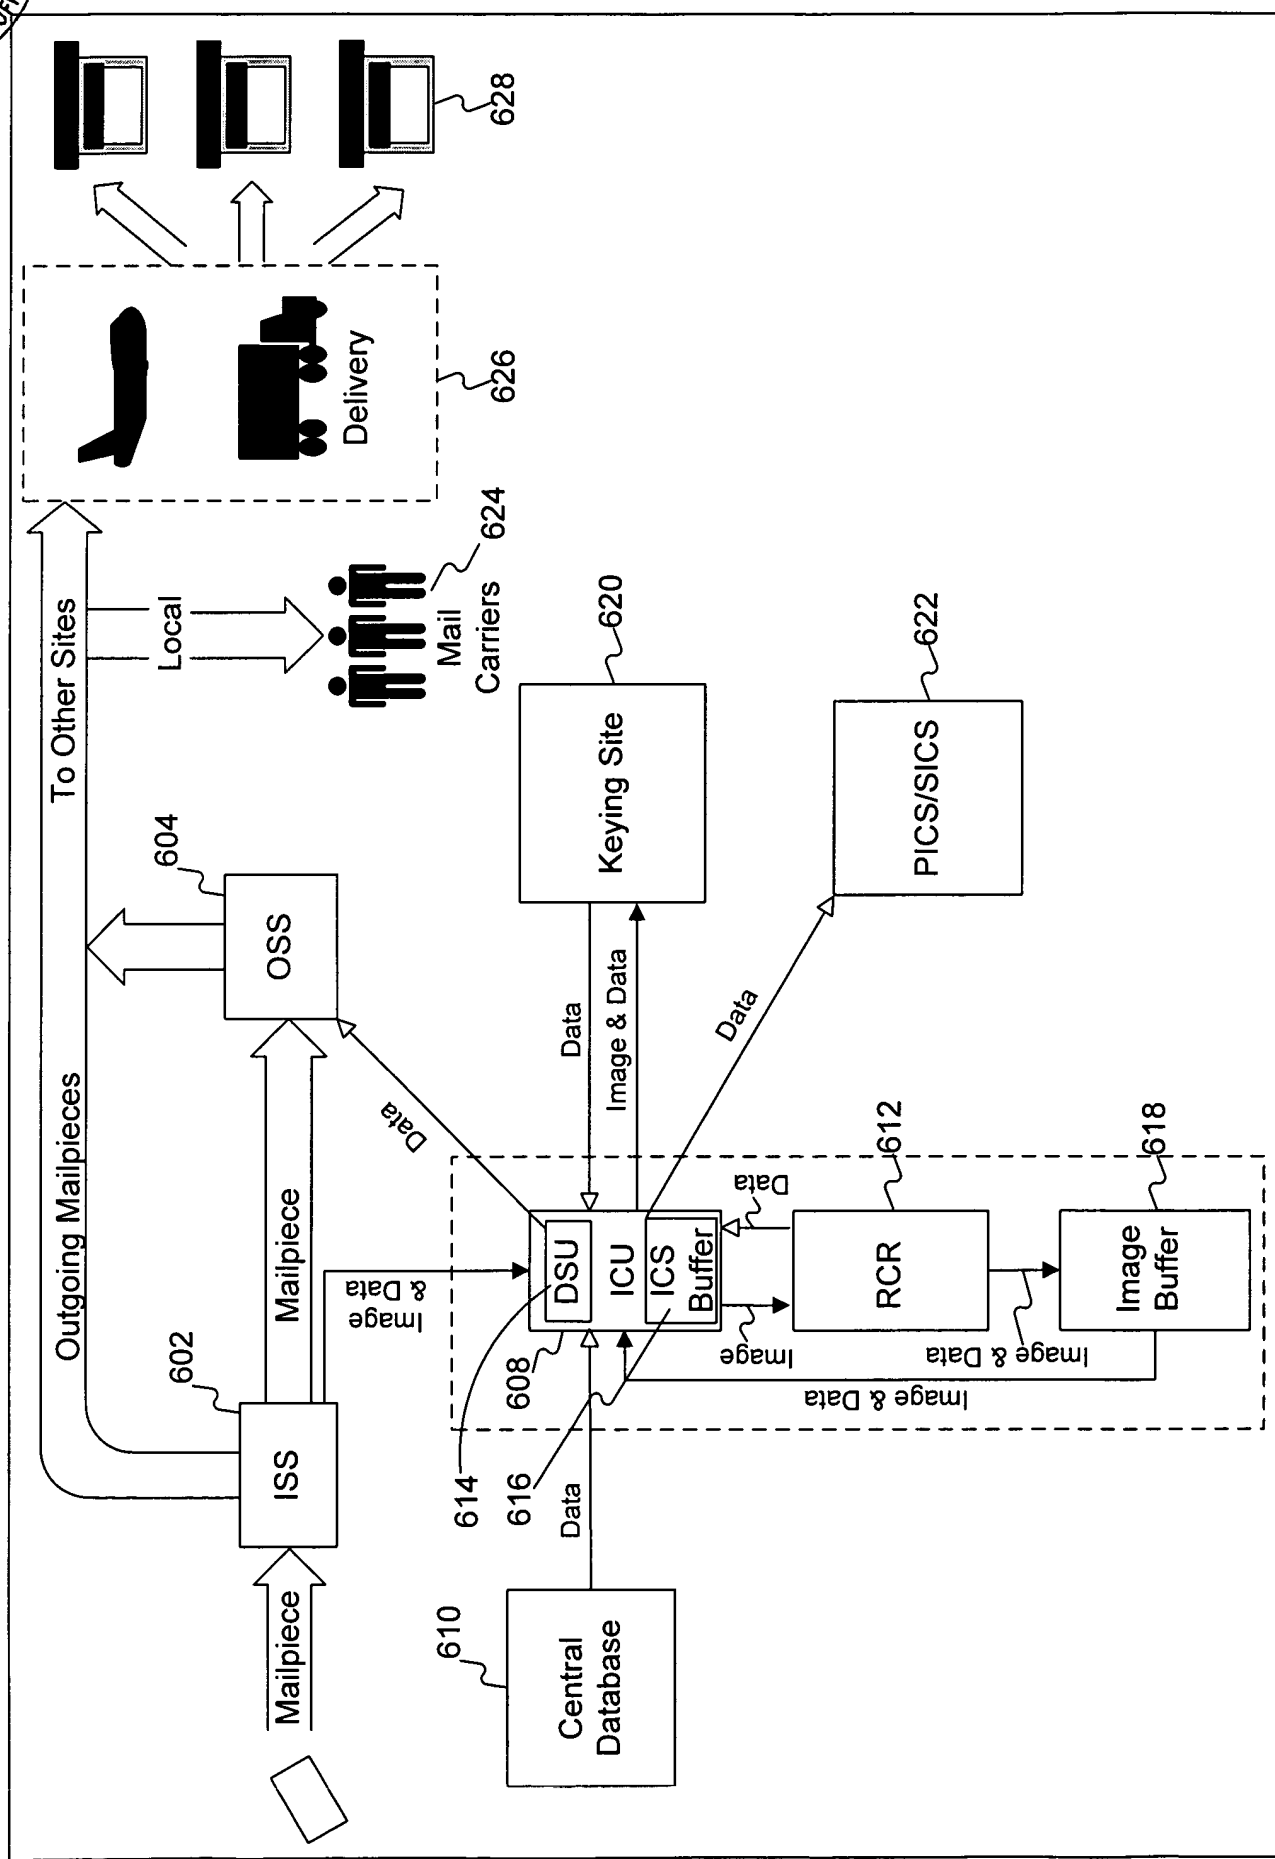 Outgoing Mailpieces
To Other Sites
Local
Mailpiece
ISS
602
Mailpiece
OSS
604
Mail
Carriers
624
Delivery
626
628
Image
& Data
Data
Central
Database
610
Data
614
616
608
DSU
ICU
ICS
Buffer
Data
Image & Data
Keying Site
620
Data
PICS/SICS
622
Image
Data
RCR
612
Image & Data
Image & Data
Image
Buffer
618